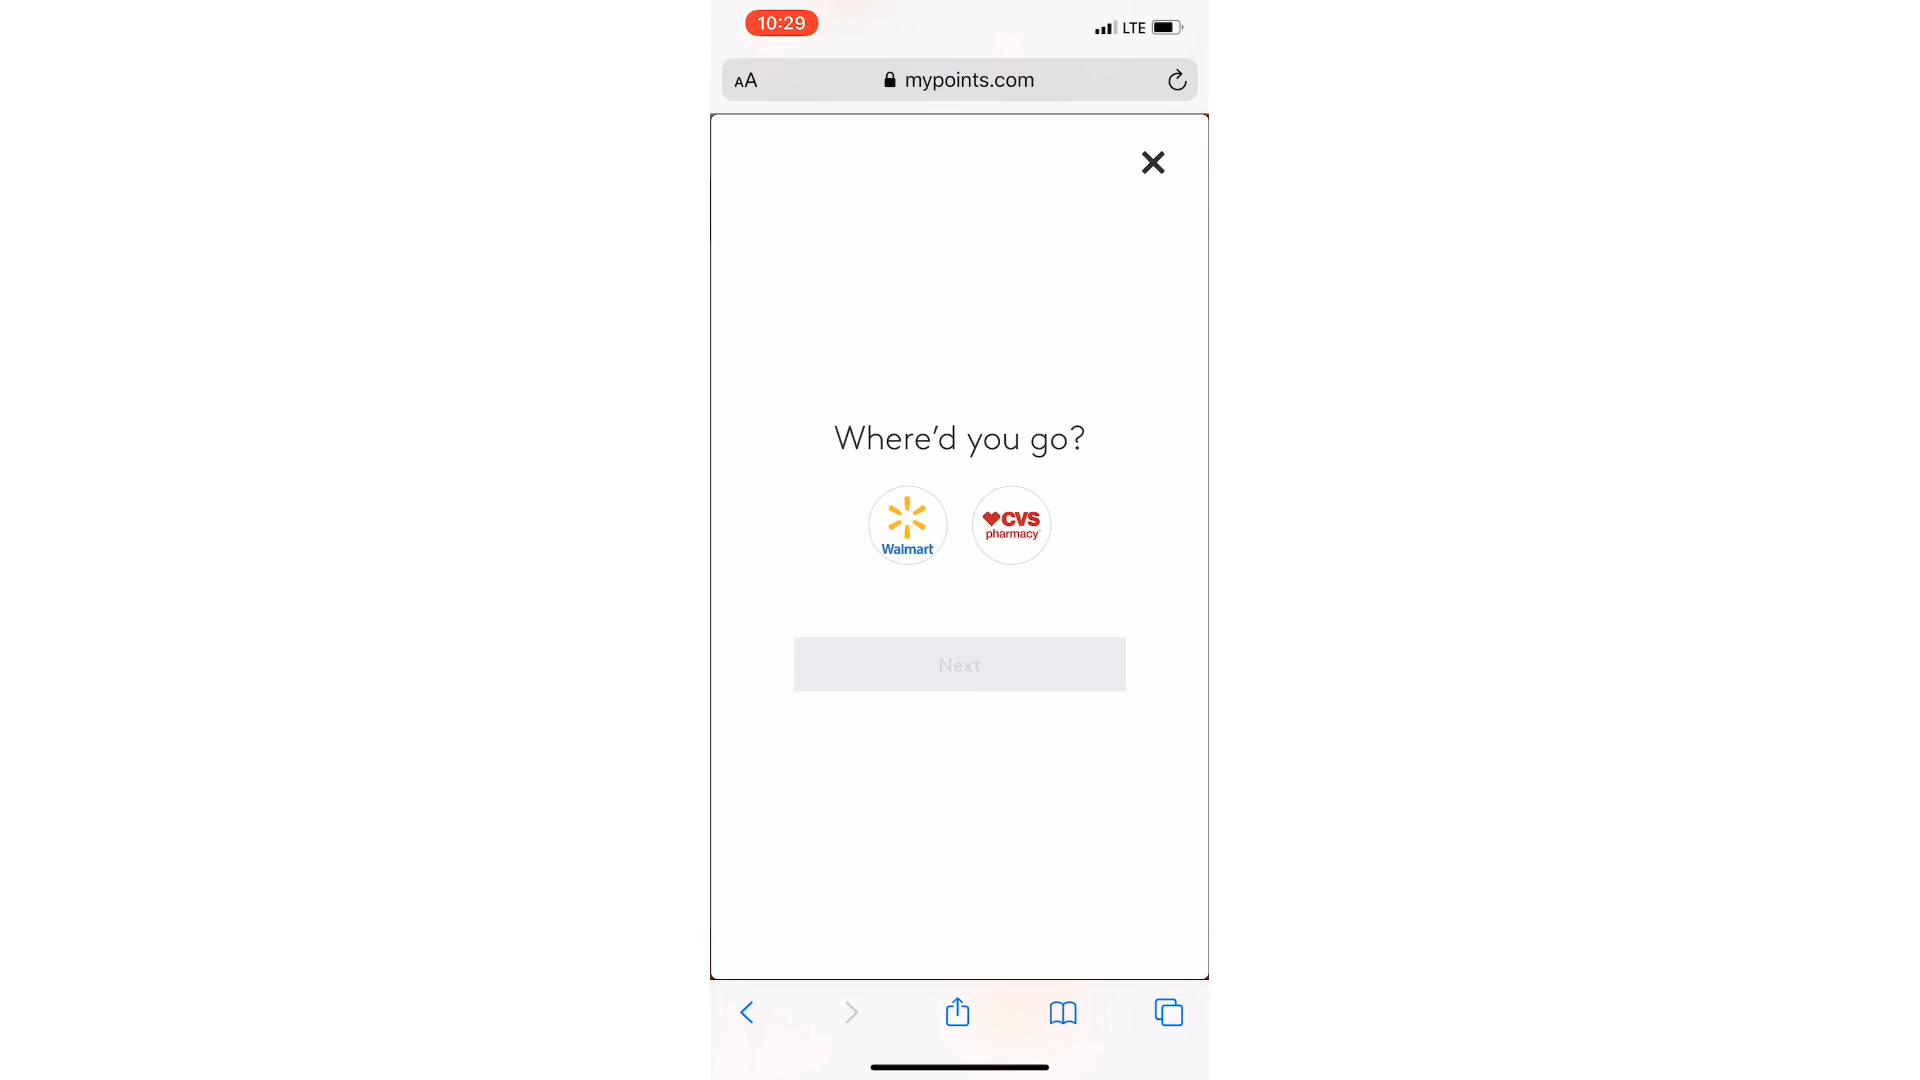 10:29
LTE
AA
mypoints.com
Where'd you go?
Walmart
CVS
pharmacy
Next